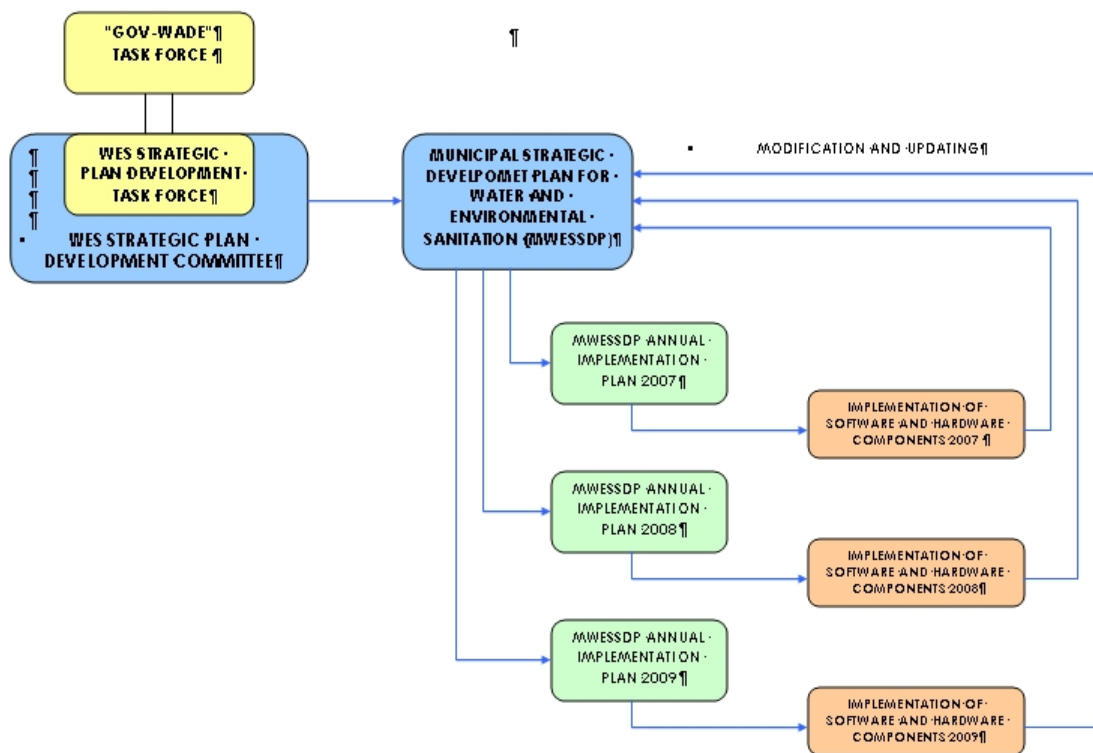 "GOV-WADE"¶
TASK FORCE ¶
¶
¶
¶
¶
¶
WES STRATEGIC·
PLAN DEVELOPMENT·
TASK FORCE¶
▪ WES STRATEGIC PLAN·
DEVELOPMENT COMMITTEE¶
MUNICIPAL STRATEGIC·
DEVELPOMET PLAN FOR·
WATER AND·
ENVIRONMENTAL·
SANITATION (MWESSDP)¶
▪ MODIFICATION AND UPDATING¶
MWESSDP ANNUAL·
IMPLEMENTATION·
PLAN 2007¶
IMPLEMENTATION OF·
SOFTWARE AND HARDWARE·
COMPONENTS 2007 ¶
MWESSDP ANNUAL·
IMPLEMENTATION·
PLAN 2008¶
IMPLEMENTATION OF·
SOFTWARE AND HARDWARE·
COMPONENTS 2008¶
MWESSDP ANNUAL·
IMPLEMENTATION·
PLAN 2009¶
IMPLEMENTATION OF·
SOFTWARE AND HARDWARE·
COMPONENTS 2009¶